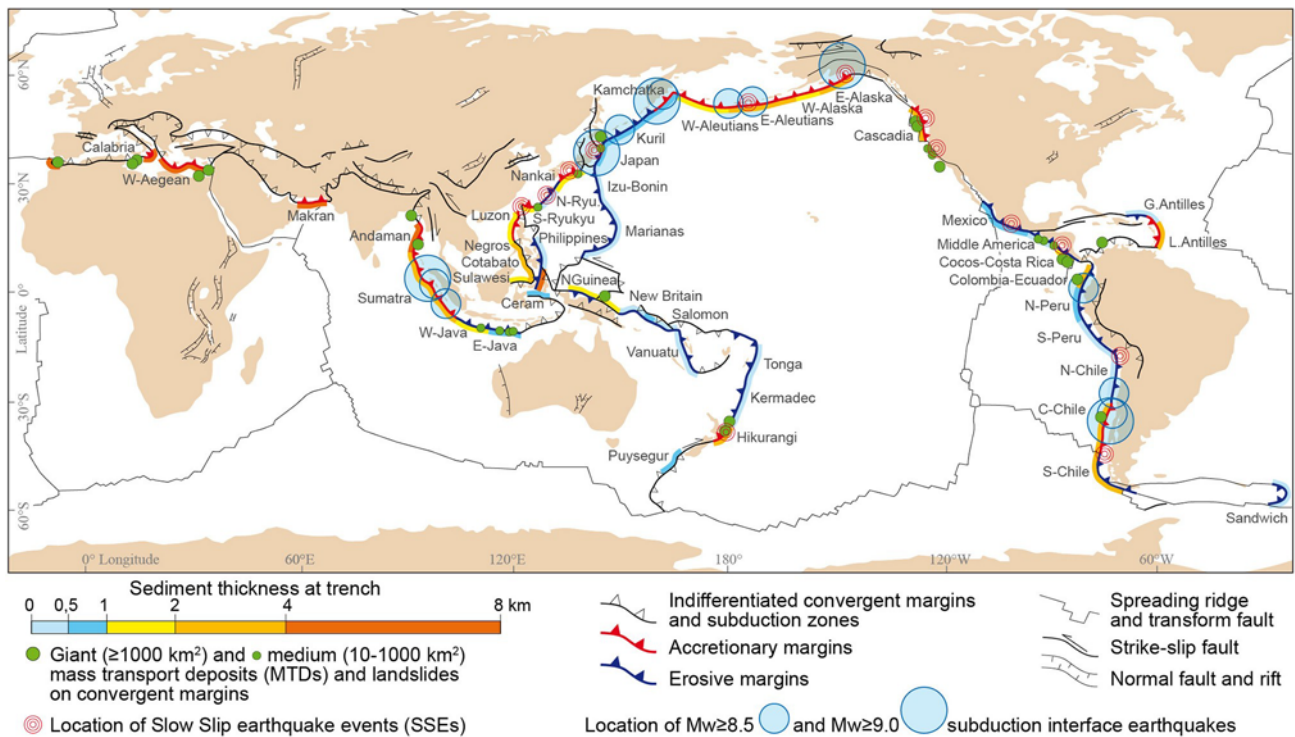 60°N
30°N
0°
30°S
60°S
Latitude
0° Longitude
60°E
120°E
180°
120°W
60°W
Calabria
W-Aegean
Makran
Andaman
Sumatra
W-Java
E-Java
Kamchatka
Kuril
Japan
Nankai
Izu-Bonin
N-Ryu.
S-Ryukyu
Luzon
Philippines
Marianas
Negros
Cotabato
Sulawesi
Ceram
NGuinea
New Britain
Salomon
Vanuatu
Tonga
Kermadec
Hikurangi
Puysegur
W-Aleutians
E-Aleutians
W-Alaska
E-Alaska
Cascadia
Mexico
Middle America
Cocos-Costa Rica
Colombia-Ecuador
G.Antilles
L.Antilles
N-Peru
S-Peru
N-Chile
C-Chile
S-Chile
Sandwich
Sediment thickness at trench
0 0,5 1 2 4 8 km
Giant (≥1000 km²) and medium (10-1000 km²)
mass transport deposits (MTDs) and landslides
on convergent margins
Location of Slow Slip earthquake events (SSEs)
Indifferentiated convergent margins
and subduction zones
Accretionary margins
Erosive margins
Spreading ridge
and transform fault
Strike-slip fault
Normal fault and rift
Location of Mw≥8.5 and Mw≥9.0 subduction interface earthquakes